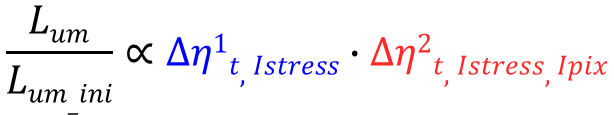 L_um / L_um_ini ∝ Δη¹_t, Istress · Δη²_t, Istress, Ipix